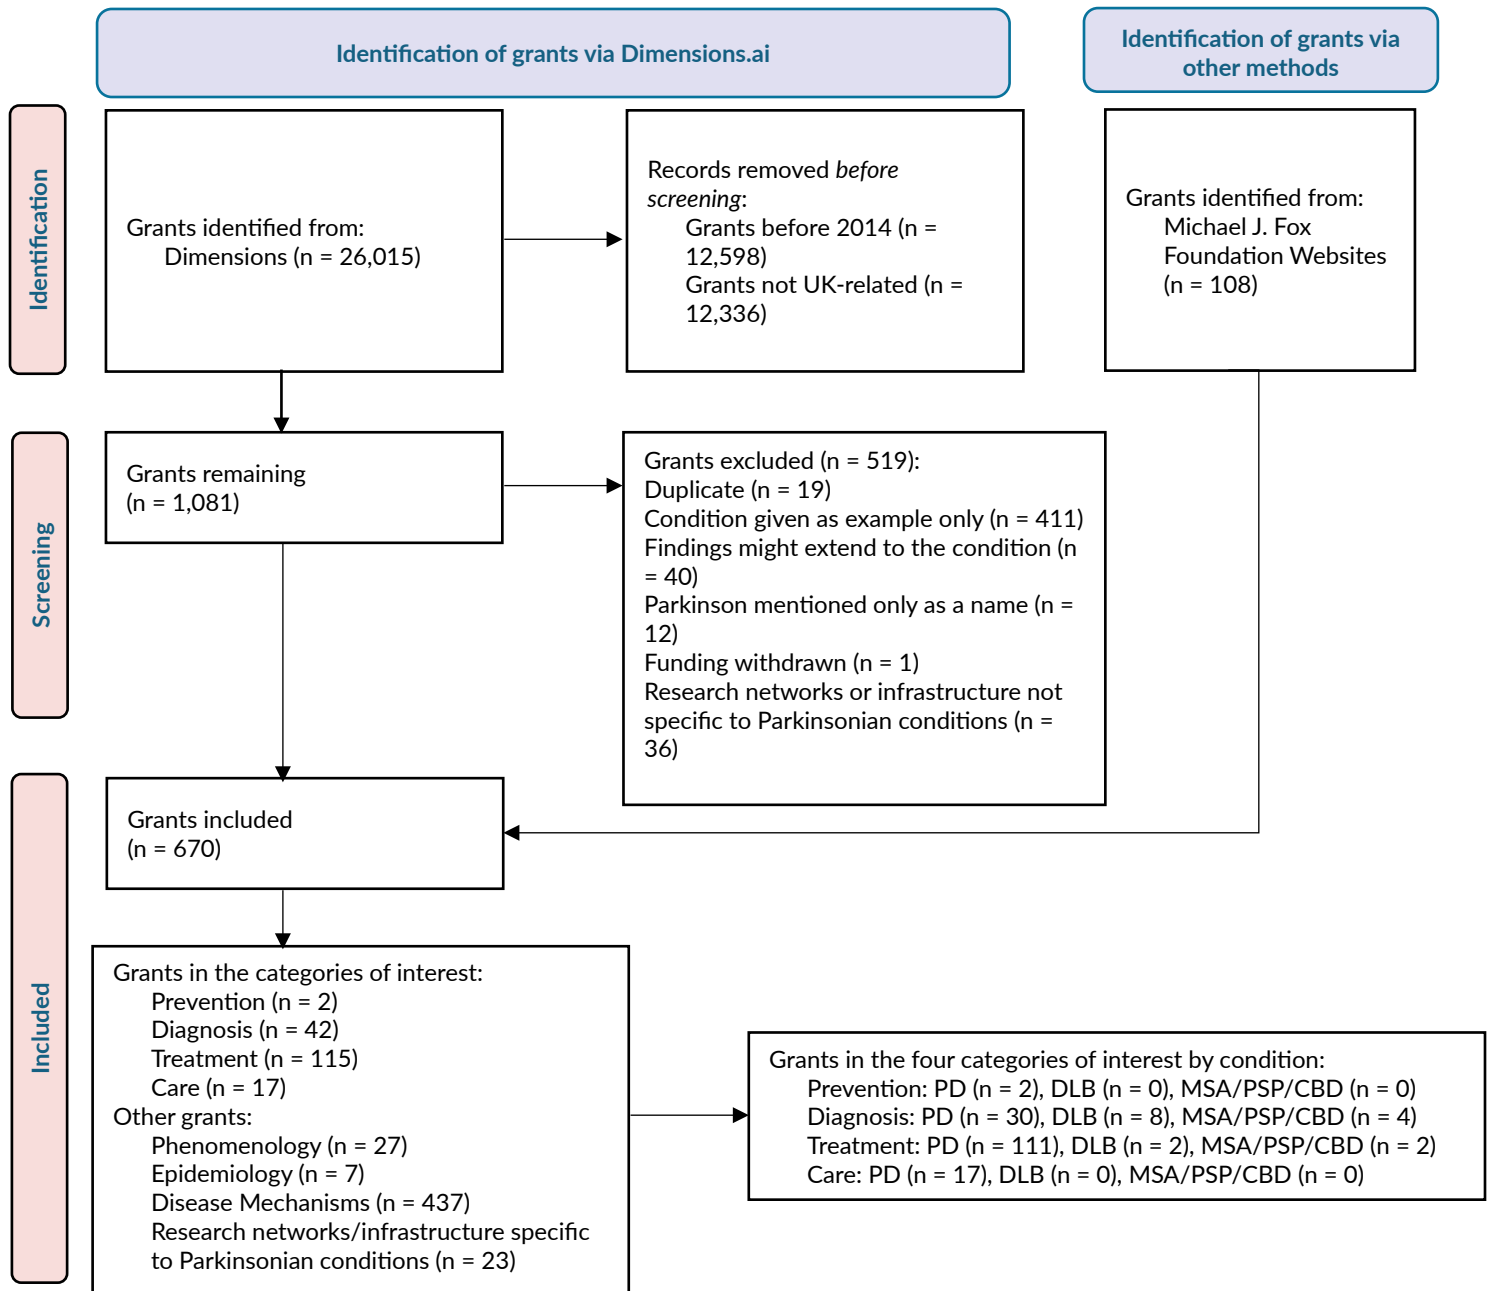 Identification of grants via Dimensions.ai
Identification of grants via
other methods
Identification
Grants identified from:
Dimensions (n = 26,015)
Records removed before
screening:
Grants before 2014 (n =
12,598)
Grants not UK-related (n =
12,336)
Grants identified from:
Michael J. Fox
Foundation Websites
(n = 108)
Screening
Grants remaining
(n = 1,081)
Grants excluded (n = 519):
Duplicate (n = 19)
Condition given as example only (n = 411)
Findings might extend to the condition (n
= 40)
Parkinson mentioned only as a name (n =
12)
Funding withdrawn (n = 1)
Research networks or infrastructure not
specific to Parkinsonian conditions (n =
36)
Included
Grants included
(n = 670)
Grants in the categories of interest:
Prevention (n = 2)
Diagnosis (n = 42)
Treatment (n = 115)
Care (n = 17)
Other grants:
Phenomenology (n = 27)
Epidemiology (n = 7)
Disease Mechanisms (n = 437)
Research networks/infrastructure specific
to Parkinsonian conditions (n = 23)
Grants in the four categories of interest by condition:
Prevention: PD (n = 2), DLB (n = 0), MSA/PSP/CBD (n = 0)
Diagnosis: PD (n = 30), DLB (n = 8), MSA/PSP/CBD (n = 4)
Treatment: PD (n = 111), DLB (n = 2), MSA/PSP/CBD (n = 2)
Care: PD (n = 17), DLB (n = 0), MSA/PSP/CBD (n = 0)